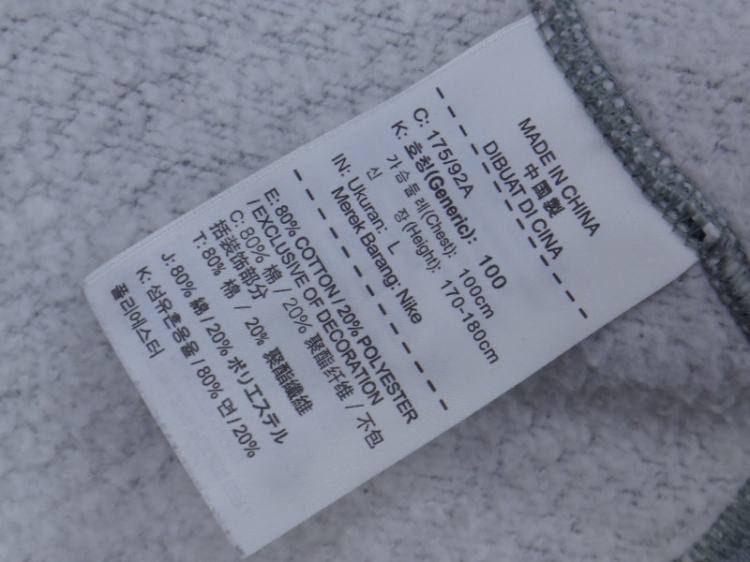 MADE IN CHINA
中國製
DIBUAT DI CINA
C: 175/92A
K: 호칭(Generic): 100
가슴둘레(Chest): 100cm
신 장(Height): 170-180cm
IN: Ukuran: L
Merek Barang: Nike
E: 80% COTTON / 20% POLYESTER
/ EXCLUSIVE OF DECORATION
C: 80% 棉 / 20% 聚酯纤维 / 不包
括装饰部分
T: 80% 棉 / 20% 聚酯纖維
J: 80% 綿 / 20% ポリエステル
K: 섬유혼용율 / 80% 면 / 20%
폴리에스터